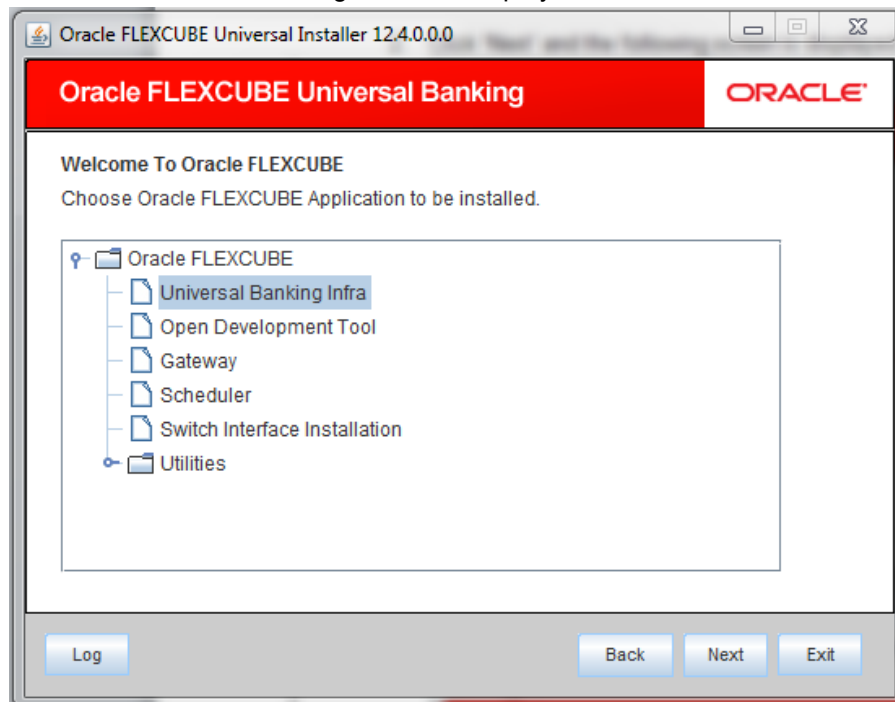 Oracle FLEXCUBE Universal Installer 12.4.0.0.0
Oracle FLEXCUBE Universal Banking
ORACLE
Welcome To Oracle FLEXCUBE
Choose Oracle FLEXCUBE Application to be installed.
Oracle FLEXCUBE
Universal Banking Infra
Open Development Tool
Gateway
Scheduler
Switch Interface Installation
Utilities
Log
Back
Next
Exit